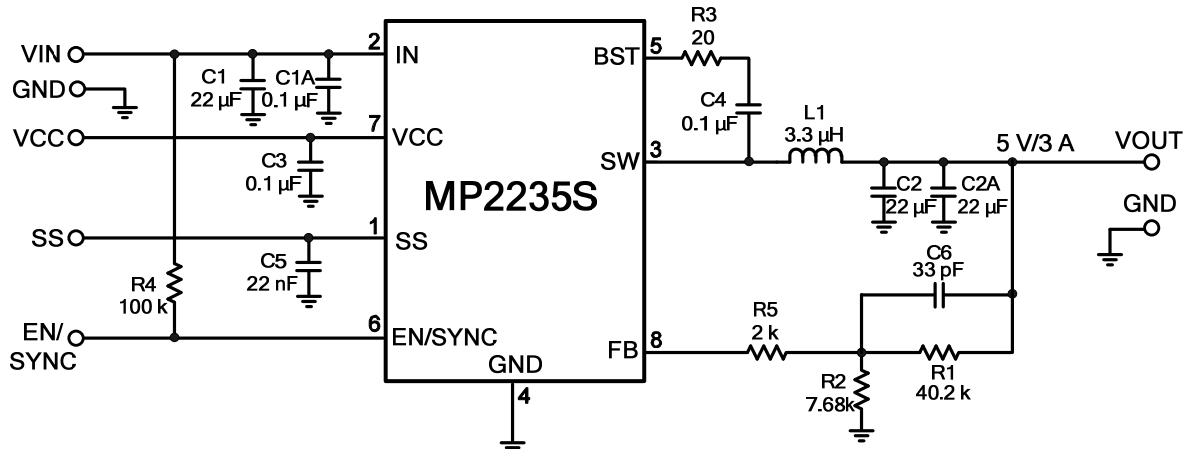 VIN
GND
VCC
SS
EN/
SYNC
R4
100 k
C1
22 µF
C1A
0.1 µF
C3
0.1 µF
C5
22 nF
2
7
1
6
IN
VCC
SS
EN/SYNC
MP2235S
GND
4
BST
SW
FB
5
3
8
R3
20
C4
0.1 µF
L1
3.3 µH
5 V/3 A
VOUT
GND
C2
22 µF
C2A
22 µF
C6
33 pF
R5
2 k
R2
7.68k
R1
40.2 k